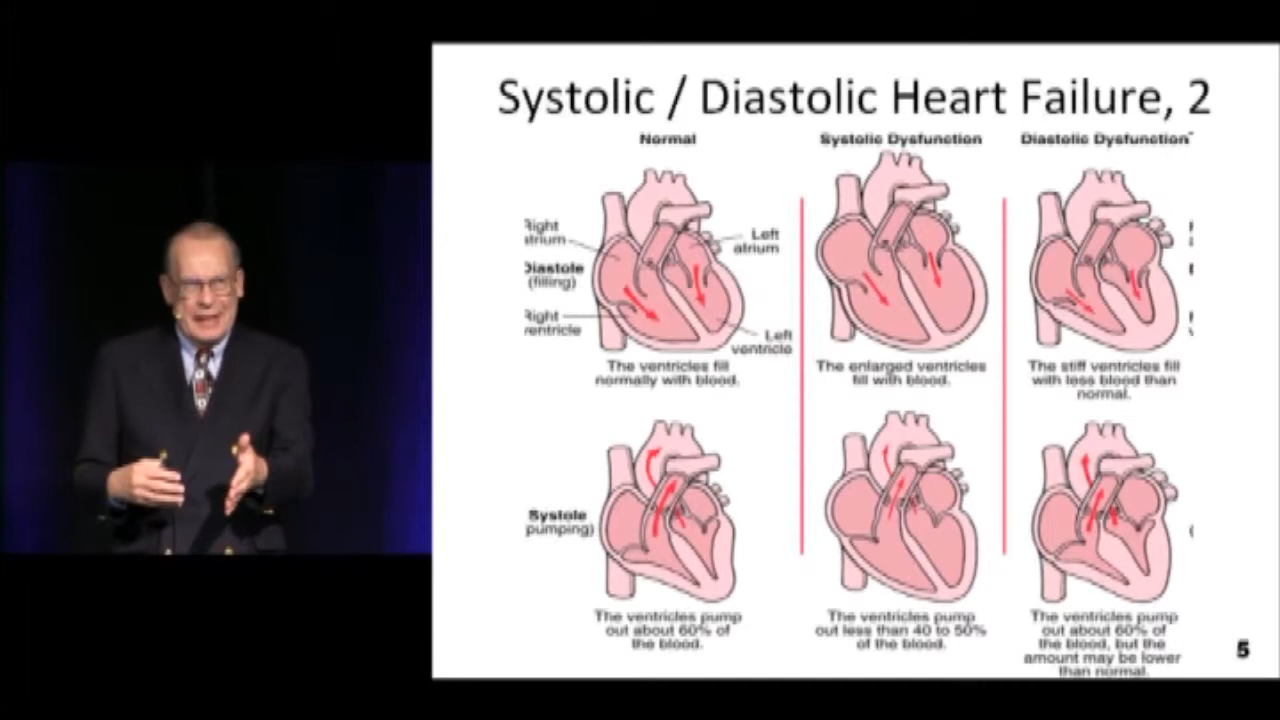 Systolic / Diastolic Heart Failure, 2
Normal
Systolic Dysfunction
Diastolic Dysfunction
Right
atrium
Left
atrium
Diastole
(filling)
Right
ventricle
Left
ventricle
The ventricles fill
normally with blood.
The enlarged ventricles
fill with blood.
The stiff ventricles fill
with less blood than
normal.
Systole
pumping)
The ventricles pump
out about 60% of
the blood.
The ventricles pump
out less than 40 to 50%
of the blood.
The ventricles pump
out about 60% of
the blood, but the
amount may be lower
than normal.
5